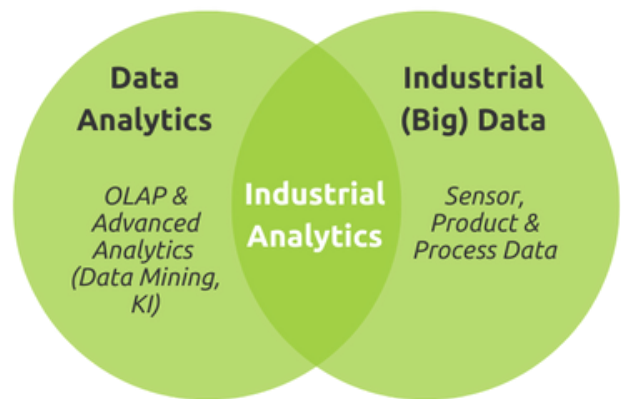 Data
Analytics
OLAP &
Advanced
Analytics
(Data Mining,
KI)
Industrial
Analytics
Industrial
(Big) Data
Sensor,
Product &
Process Data